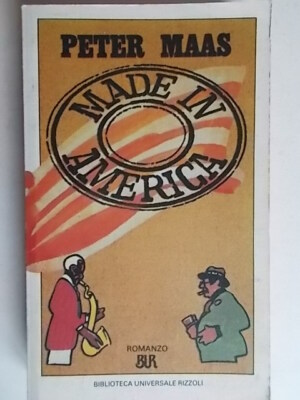 PETER MAAS
MADE IN
AMERICA
ROMANZO
BUR
BIBLIOTECA UNIVERSALE RIZZOLI